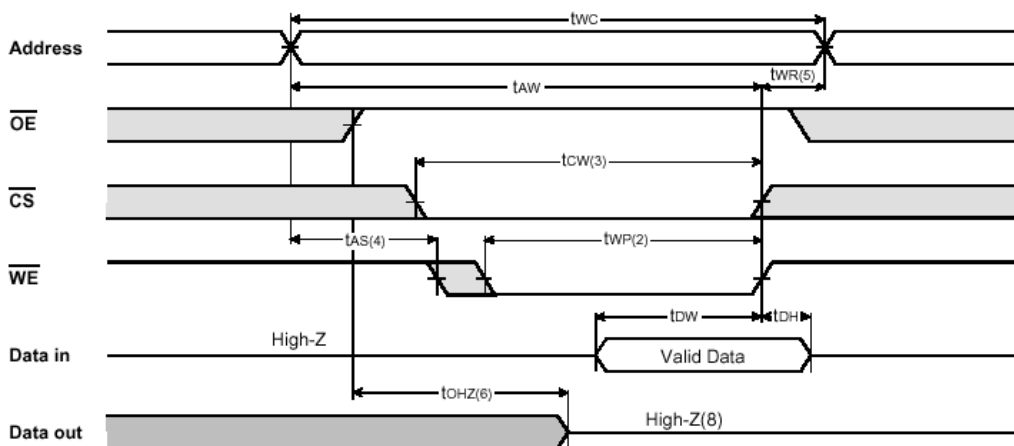 tWC
Address
tWR(5)
tAW
OE
tCW(3)
CS
tAS(4)
tWP(2)
WE
tDW
tDH
High-Z
Data in
Valid Data
tOHZ(6)
High-Z(8)
Data out